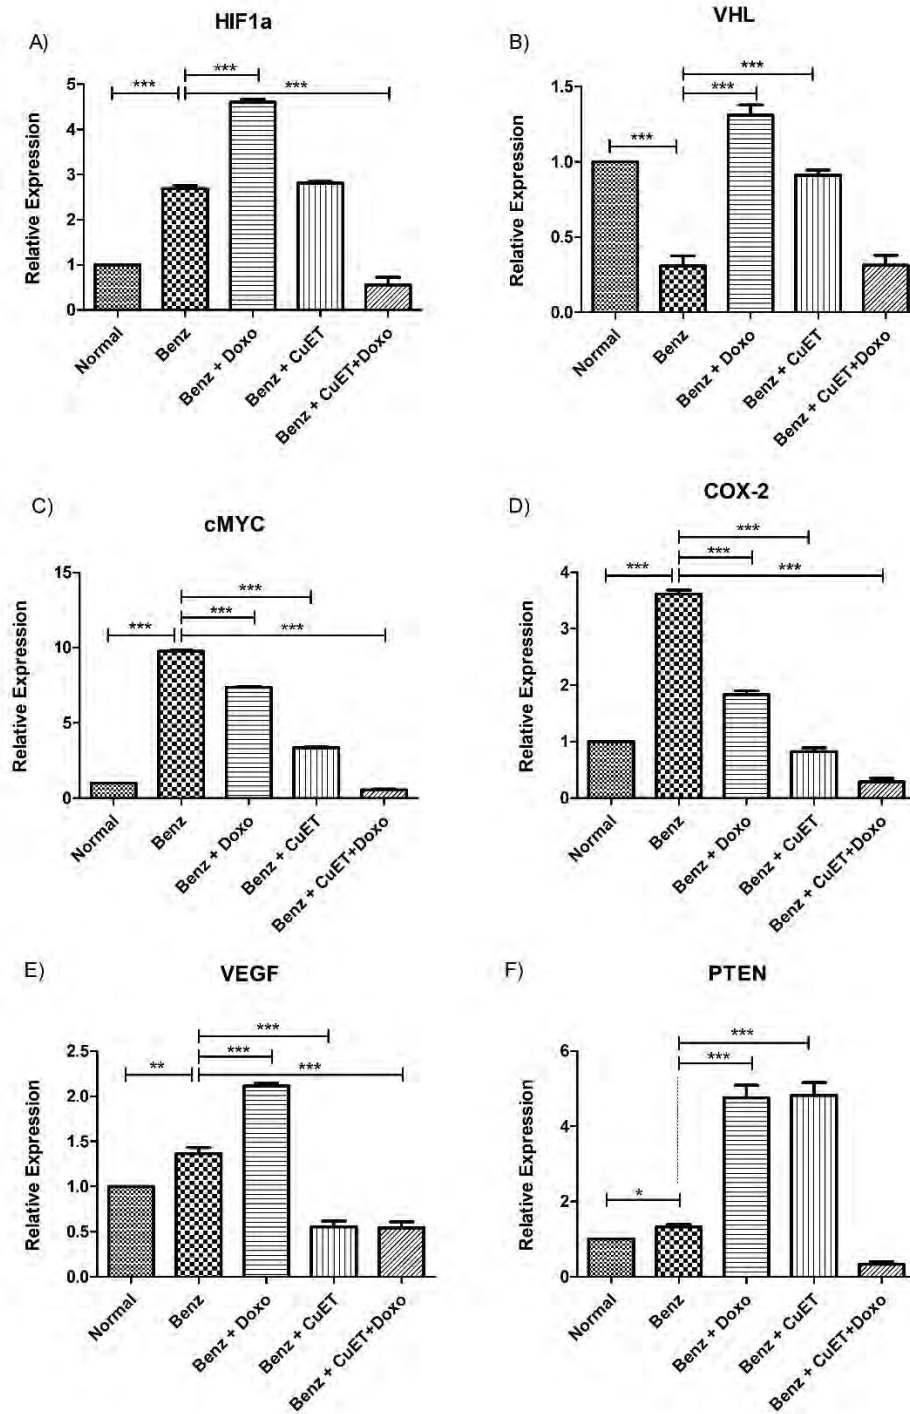 A)
HIF1a
***
***
***
Relative Expression
5
4
3
2
1
0
Normal
Benz
Benz + Doxo
Benz + CuET
Benz + CuET+Doxo
B)
VHL
***
***
***
Relative Expression
1.5
1.0
0.5
0.0
Normal
Benz
Benz + Doxo
Benz + CuET
Benz + CuET+Doxo
C)
cMYC
***
***
***
***
Relative Expression
15
10
5
0
Normal
Benz
Benz + Doxo
Benz + CuET
Benz + CuET+Doxo
D)
COX-2
***
***
***
***
Relative Expression
4
3
2
1
0
Normal
Benz
Benz + Doxo
Benz + CuET
Benz + CuET+Doxo
E)
VEGF
***
***
**
***
Relative Expression
2.5
2.0
1.5
1.0
0.5
0.0
Normal
Benz
Benz + Doxo
Benz + CuET
Benz + CuET+Doxo
F)
PTEN
***
***
*
Relative Expression
6
4
2
0
Normal
Benz
Benz + Doxo
Benz + CuET
Benz + CuET+Doxo